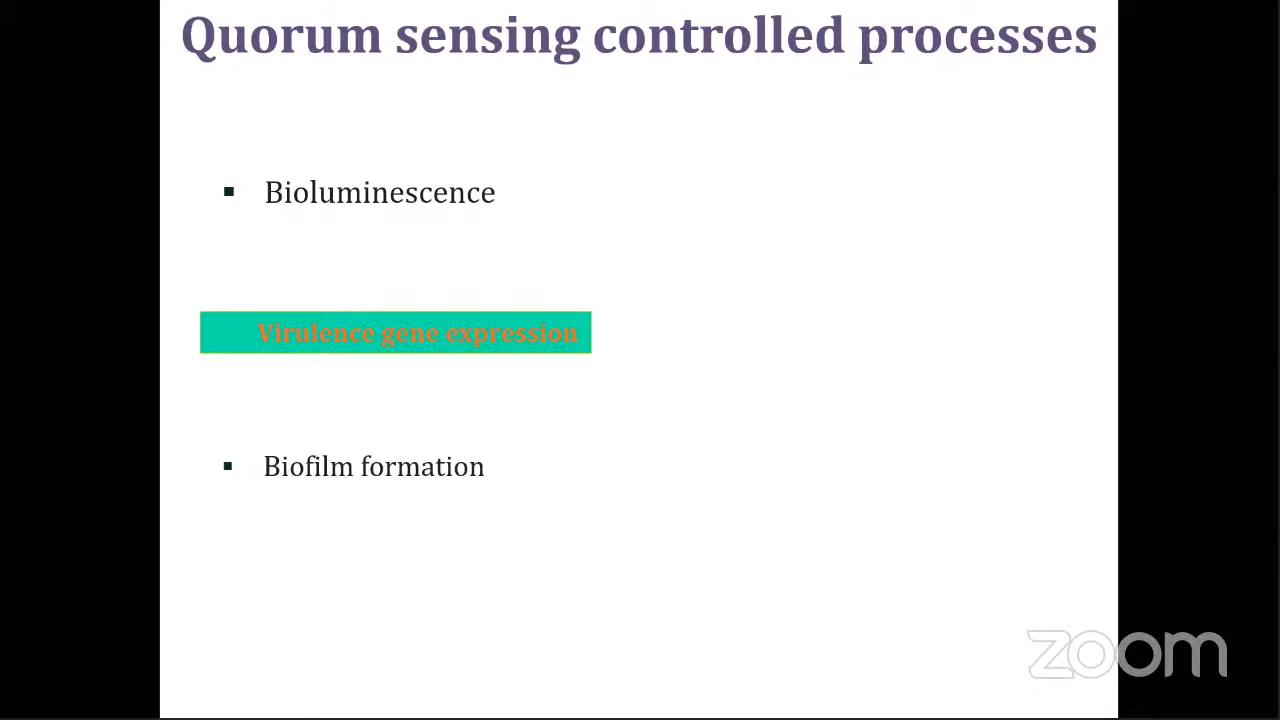 Quorum sensing controlled processes
▪ Bioluminescence
Virulence gene expression
▪ Biofilm formation
zoom